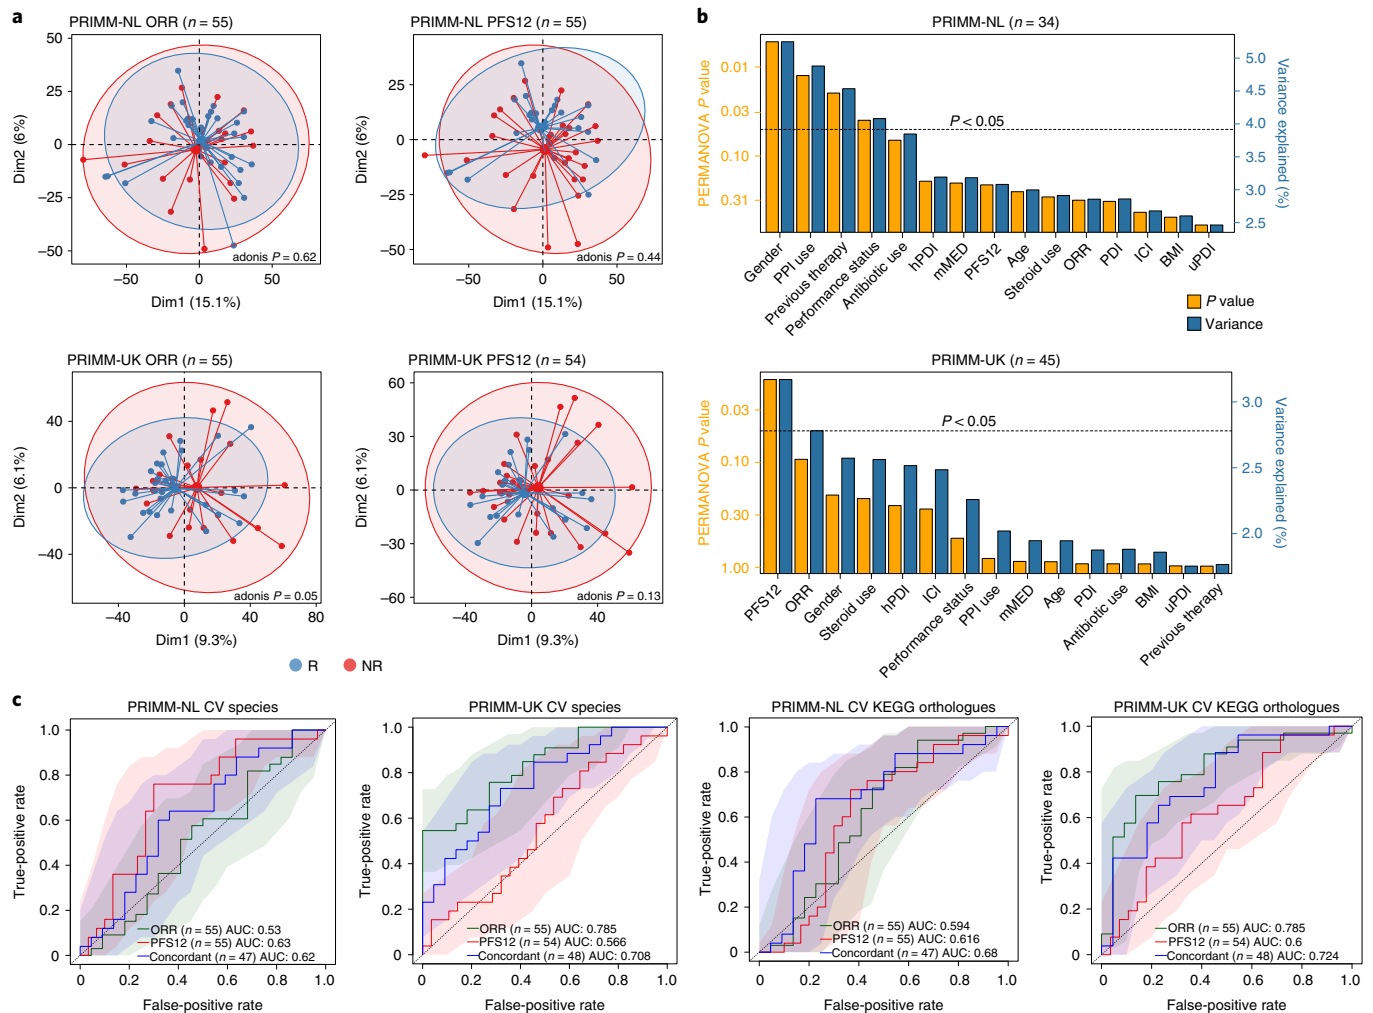 a
PRIMM-NL ORR (n = 55)
50
25
0
−25
−50
Dim2 (6%)
adonis P = 0.62
−50
0
50
Dim1 (15.1%)
PRIMM-NL PFS12 (n = 55)
25
0
−25
−50
Dim2 (6%)
adonis P = 0.44
−50
0
50
Dim1 (15.1%)
b
PRIMM-NL (n = 34)
0.01
0.03
0.10
0.31
PERMANOVA P value
P < 0.05
5.0
4.5
4.0
3.5
3.0
2.5
Variance explained (%)
Gender
PPI use
Previous therapy
Performance status
Antibiotic use
hPDI
mMED
PFS12
Age
Steroid use
ORR
PDI
ICI
BMI
uPDI
P value
Variance
PRIMM-UK ORR (n = 55)
40
0
−40
Dim2 (6.1%)
adonis P = 0.05
−40
0
40
80
Dim1 (9.3%)
PRIMM-UK PFS12 (n = 54)
60
30
0
−30
−60
Dim2 (6.1%)
adonis P = 0.13
−40
0
40
Dim1 (9.3%)
R
NR
PRIMM-UK (n = 45)
0.03
0.10
0.30
1.00
PERMANOVA P value
P < 0.05
3.0
2.5
2.0
Variance explained (%)
PFS12
ORR
Gender
Steroid use
hPDI
ICI
Performance status
PPI use
mMED
Age
PDI
Antibiotic use
BMI
uPDI
Previous therapy
c
PRIMM-NL CV species
1.0
0.8
0.6
0.4
0.2
0
True-positive rate
ORR (n = 55) AUC: 0.53
PFS12 (n = 55) AUC: 0.63
Concordant (n = 47) AUC: 0.62
0
0.2
0.4
0.6
0.8
1.0
False-positive rate
PRIMM-UK CV species
1.0
0.8
0.6
0.4
0.2
0
True-positive rate
ORR (n = 55) AUC: 0.785
PFS12 (n = 54) AUC: 0.566
Concordant (n = 48) AUC: 0.708
0
0.2
0.4
0.6
0.8
1.0
False-positive rate
PRIMM-NL CV KEGG orthologues
1.0
0.8
0.6
0.4
0.2
0
True-positive rate
ORR (n = 55) AUC: 0.594
PFS12 (n = 55) AUC: 0.616
Concordant (n = 47) AUC: 0.68
0
0.2
0.4
0.6
0.8
1.0
False-positive rate
PRIMM-UK CV KEGG orthologues
1.0
0.8
0.6
0.4
0.2
0
True-positive rate
ORR (n = 55) AUC: 0.785
PFS12 (n = 54) AUC: 0.6
Concordant (n = 48) AUC: 0.724
0
0.2
0.4
0.6
0.8
1.0
False-positive rate